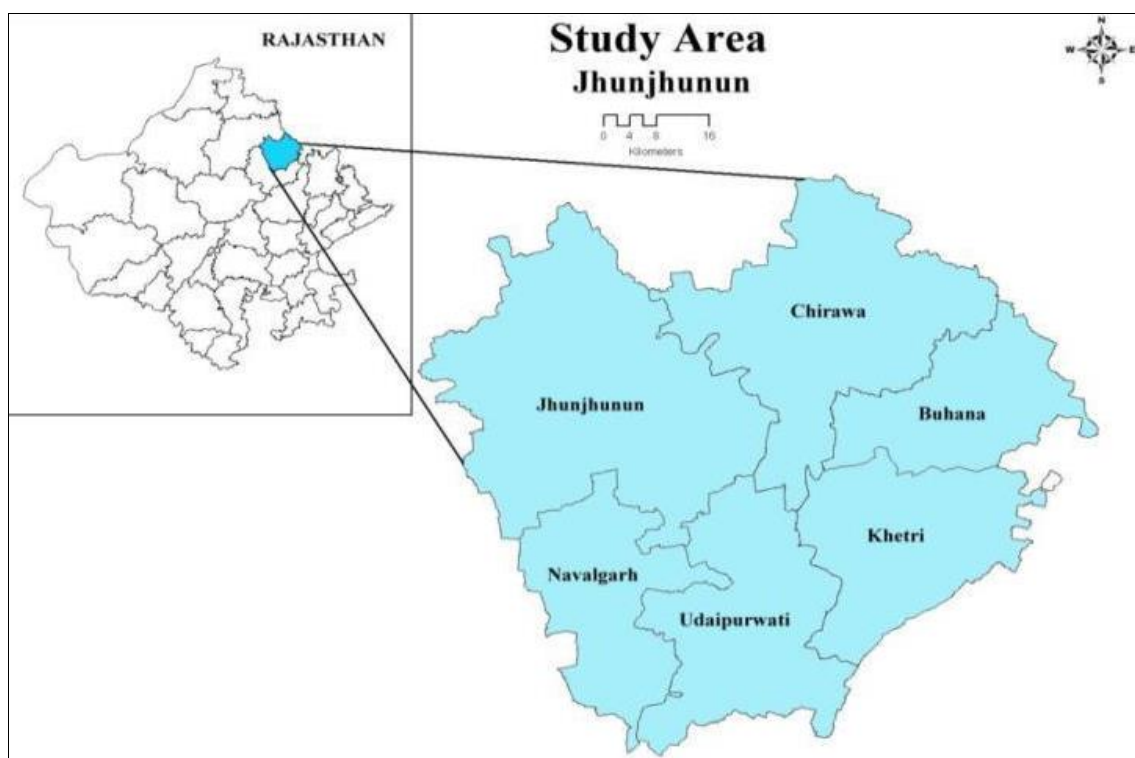 RAJASTHAN
Study Area
Jhunjhunun
N
W E
S
0 4 8 16
Kilometers
Chirawa
Jhunjhunun
Buhana
Khetri
Navalgarh
Udaipurwati